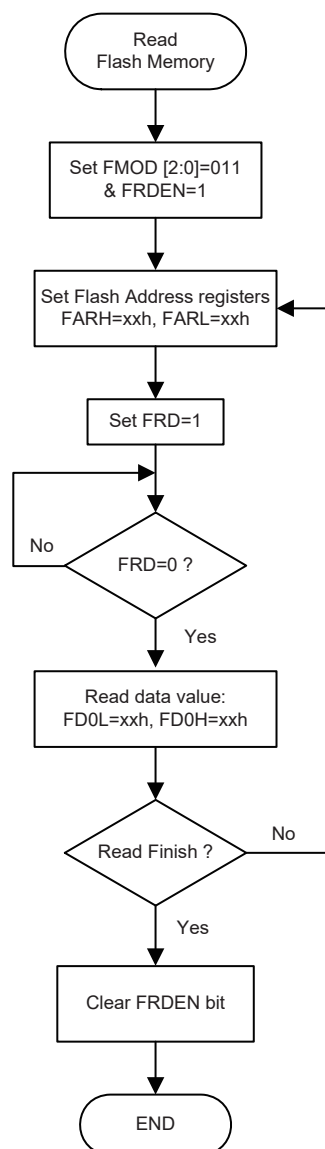 Read
Flash Memory
Set FMOD [2:0]=011
& FRDEN=1
Set Flash Address registers
FARH=xxh, FARL=xxh
Set FRD=1
No
FRD=0 ?
Yes
Read data value:
FD0L=xxh, FD0H=xxh
Read Finish ?
No
Yes
Clear FRDEN bit
END